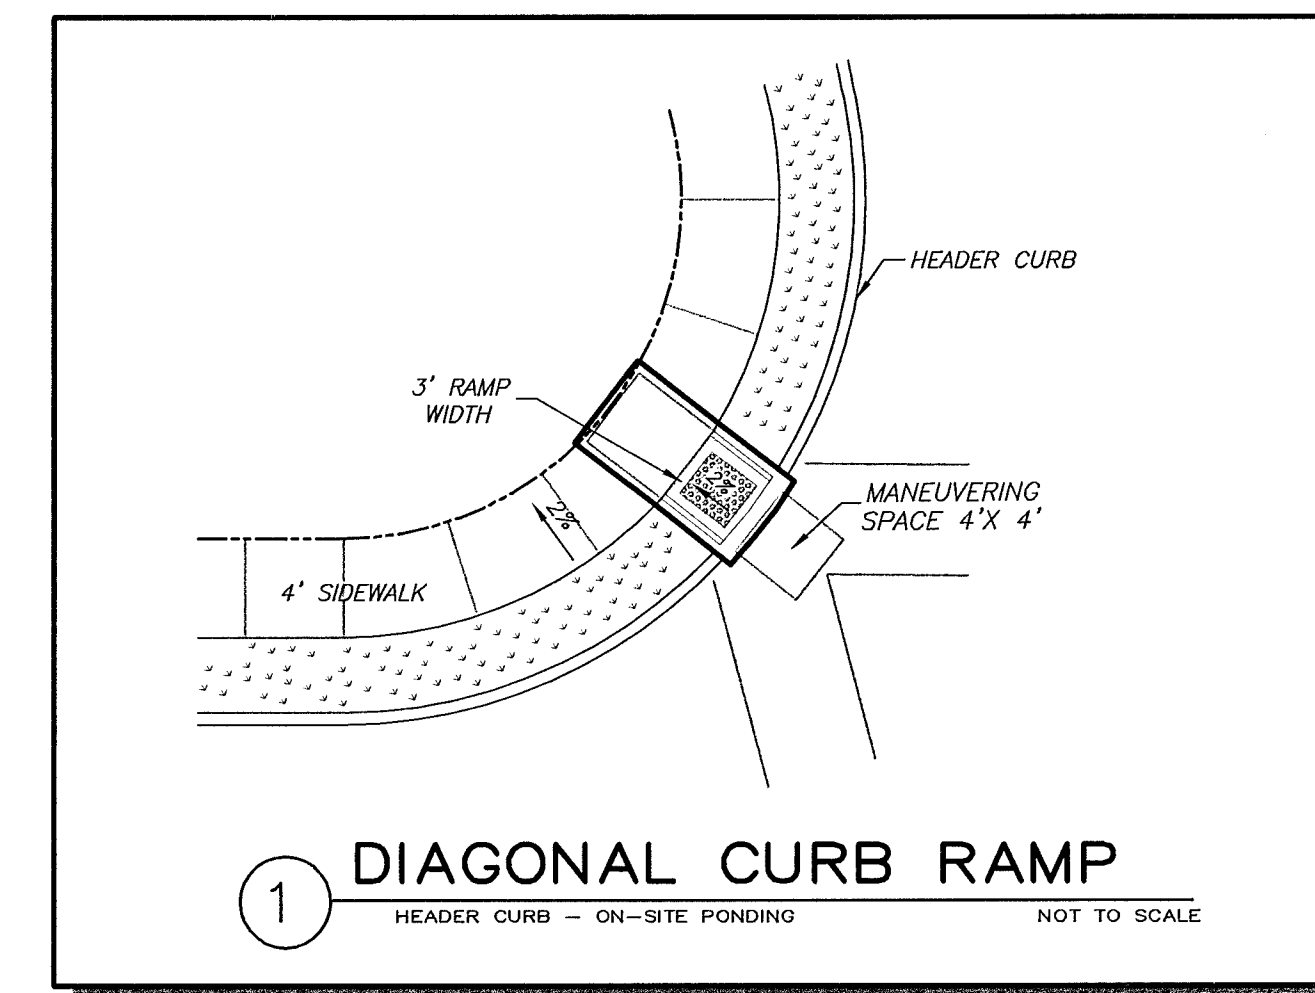 HEADER CURB
3' RAMP
WIDTH
2%
MANEUVERING
SPACE 4'X 4'
2%
4' SIDEWALK
1
DIAGONAL CURB RAMP
HEADER CURB – ON-SITE PONDING
NOT TO SCALE